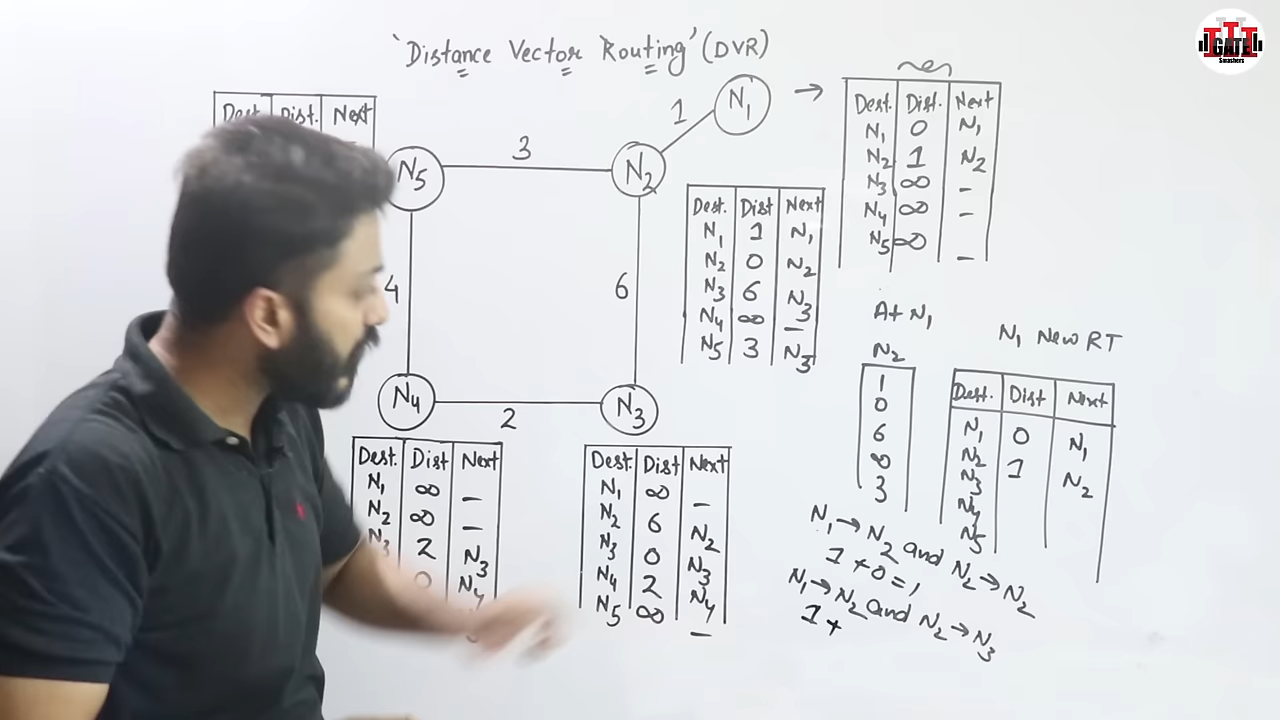 'Distance Vector Routing' (DVR)
Dest. Dist. Next
N5
3
N2
1
N1
→
4
6
N4
2
N3
Dest. Dist. Next
N1 0 N1
N2 1 N2
N3 ∞ -
N4 ∞ -
N5 ∞ -
Dest. Dist Next
N1 1 N1
N2 0 N2
N3 6 N3
N4 ∞ -
N5 3 N3
Dest. Dist Next
N1 ∞ -
N2 ∞ -
N3 2 N3
0 N4
Dest. Dist Next
N1 ∞ -
N2 6 N2
N3 0 N3
N4 2 N4
N5 ∞ -
At N1
N2
1
0
6
∞
3
N1 New RT
Dest. Dist Next
N1 0 N1
N2 1 N2
N3
N4
N5
N1 → N2 and N2 → N2
1 + 0 = 1
N1 → N2 and N2 → N3
1 +
GATE
Smashers